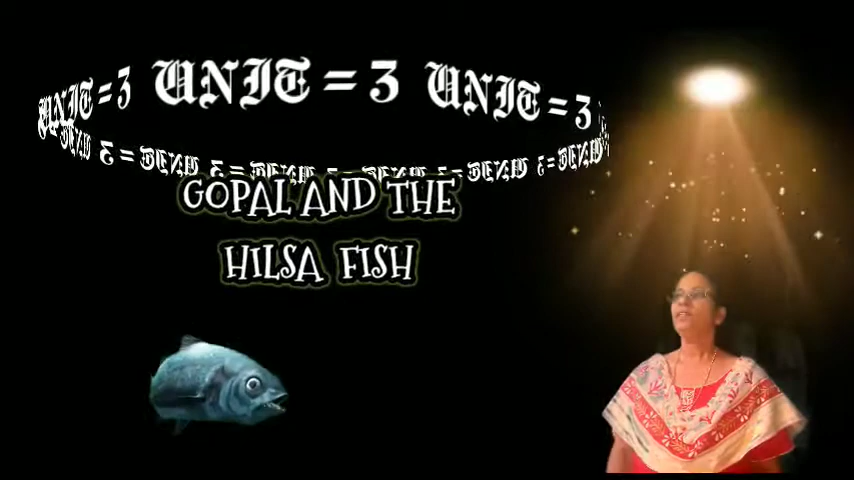 UNIT = 3 UNIT = 3 UNIT = 3
GOPAL AND THE
HILSA FISH